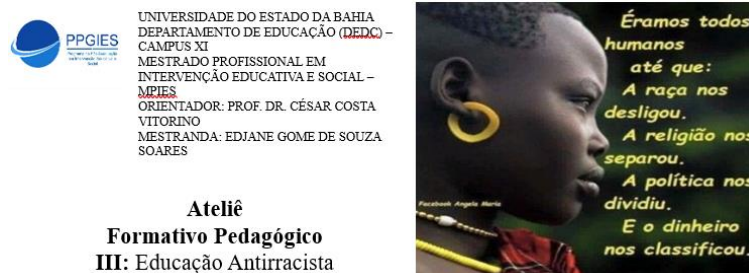 PPGIES
UNIVERSIDADE DO ESTADO DA BAHIA
DEPARTAMENTO DE EDUCAÇÃO (DEDC) –
CAMPUS XI
MESTRADO PROFISSIONAL EM
INTERVENÇÃO EDUCATIVA E SOCIAL –
MPIES
ORIENTADOR: PROF. DR. CÉSAR COSTA
VITORINO
MESTRANDA: EDJANE GOME DE SOUZA
SOARES
Ateliê
Formativo Pedagógico
III: Educação Antirracista
Éramos todos
humanos
até que:
A raça nos
desligou.
A religião nos
separou.
A política nos
dividiu.
E o dinheiro
nos classificou.
Facebook Angela Maria